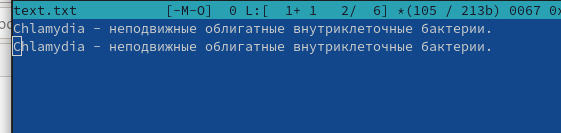 text.txt [-M-O] 0 L:[ 1+ 1 2/ 6] *(105 / 213b) 0067 0x
Chlamydia – неподвижные облигатные внутриклеточные бактерии.
Chlamydia – неподвижные облигатные внутриклеточные бактерии.